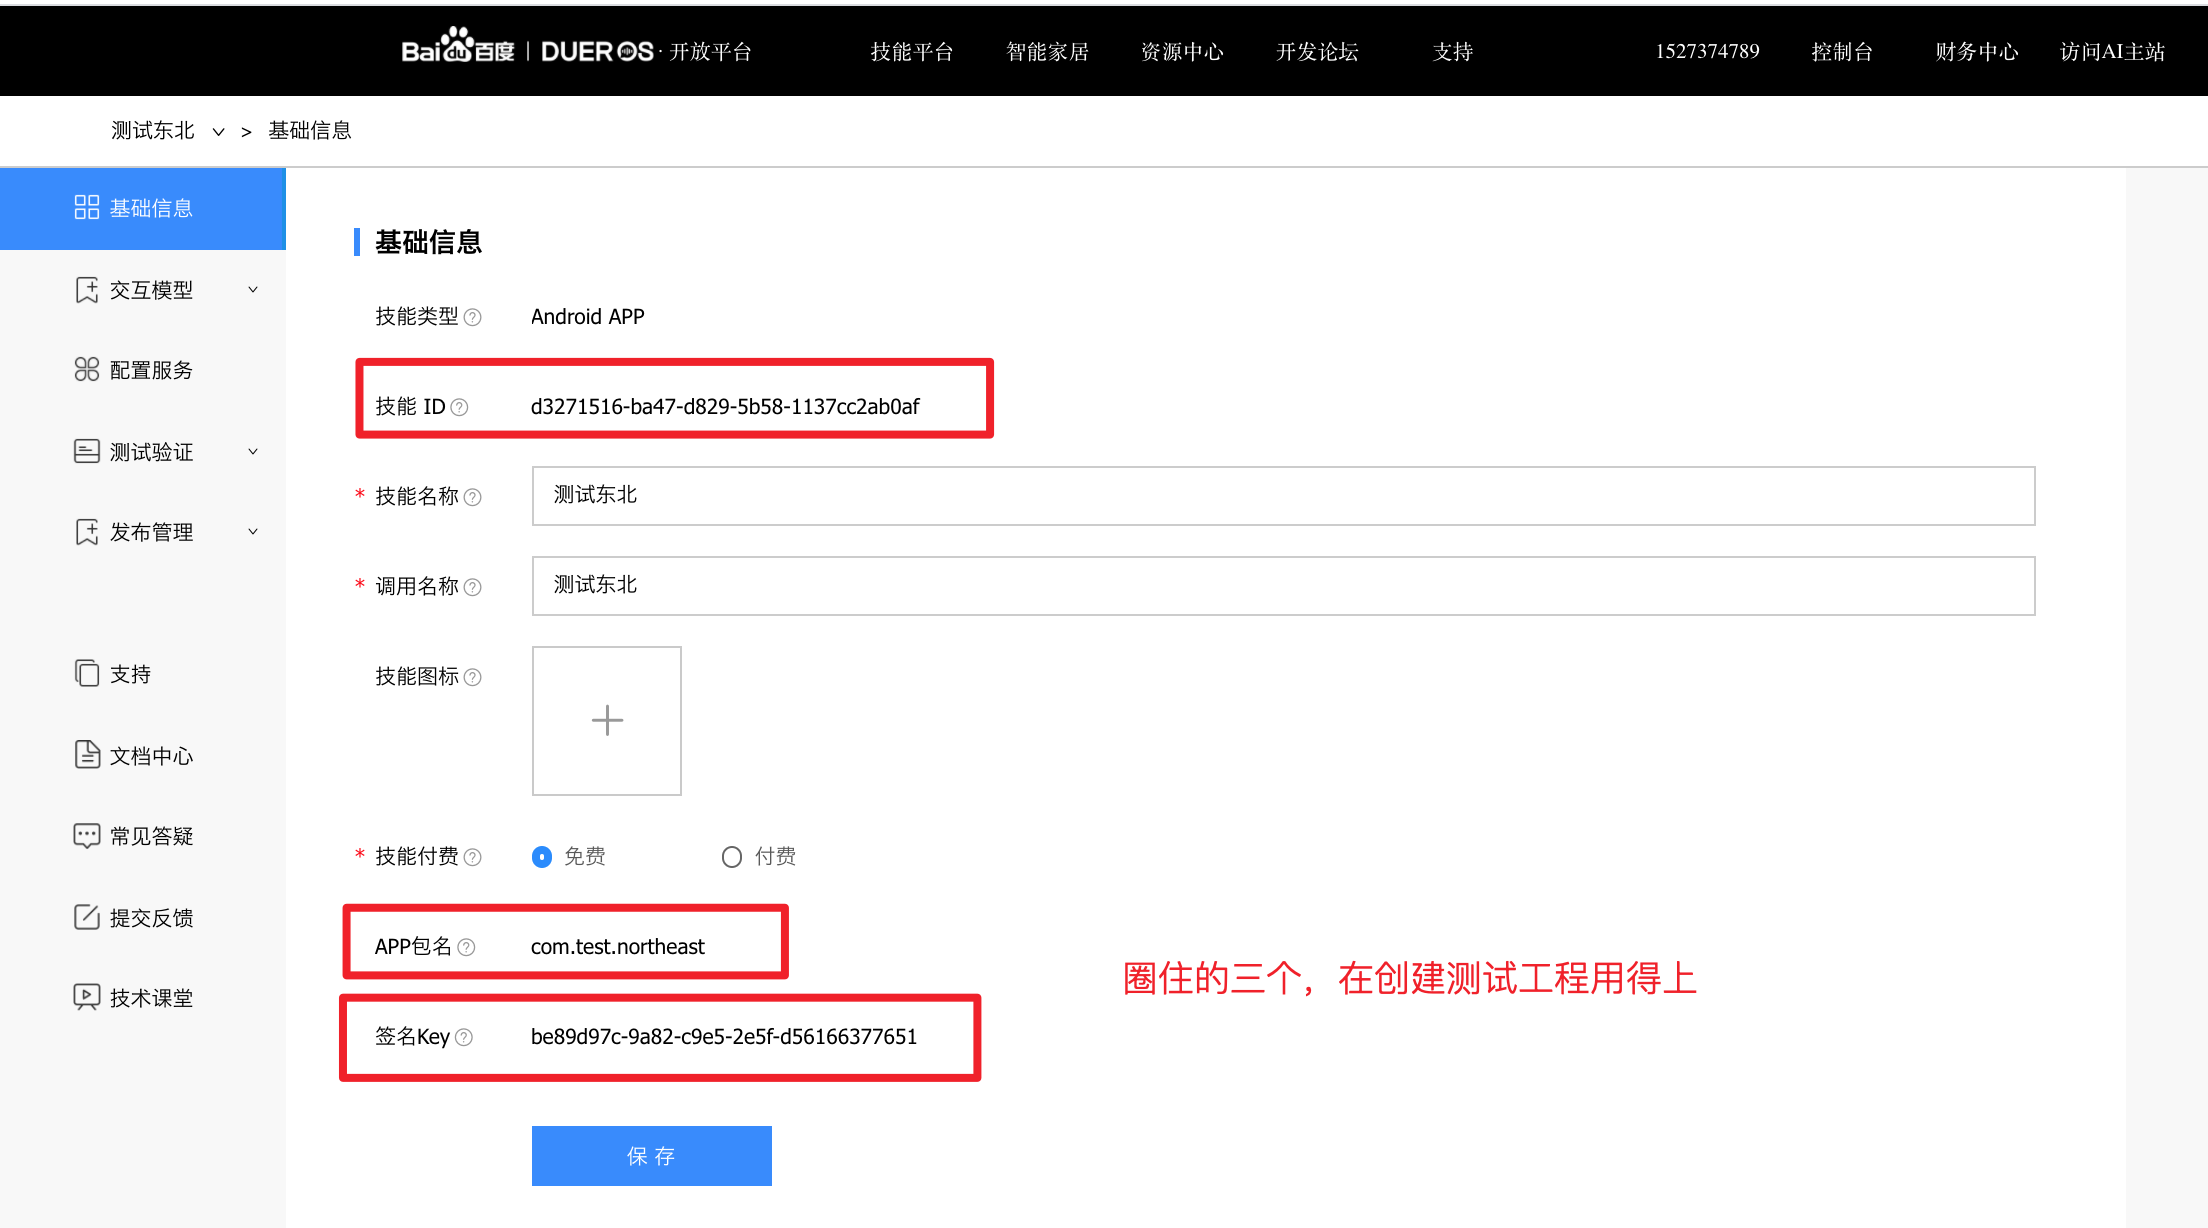 Baidu百度 | DUEROS · 开放平台 技能平台 智能家居 资源中心 开发论坛 支持 1527374789 控制台 财务中心 访问AI主站
测试东北 > 基础信息
基础信息
交互模型
配置服务
测试验证
发布管理
支持
文档中心
常见答疑
提交反馈
技术课堂
基础信息
技能类型 ? Android APP
技能 ID ? d3271516-ba47-d829-5b58-1137cc2ab0af
* 技能名称 ? 测试东北
* 调用名称 ? 测试东北
技能图标 ?
* 技能付费 ? 免费 付费
APP包名 ? com.test.northeast
圈住的三个，在创建测试工程用得上
签名Key ? be89d97c-9a82-c9e5-2e5f-d56166377651
保 存